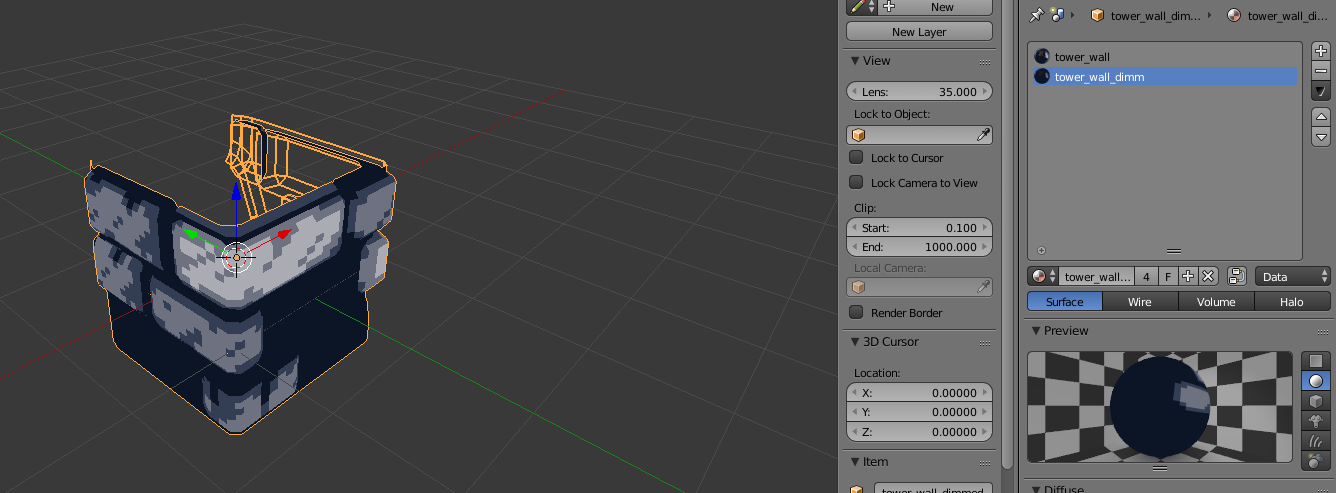 New
New Layer
View
Lens: 35.000
Lock to Object:
Lock to Cursor
Lock Camera to View
Clip:
Start: 0.100
End: 1000.000
Local Camera:
Render Border
3D Cursor
Location:
X: 0.00000
Y: 0.00000
Z: 0.00000
Item
tower_wall_dimmed
tower_wall_dim... tower_wall_di...
tower_wall
tower_wall_dimm
tower_wall... 4 F Data
Surface Wire Volume Halo
Preview
Diffuse